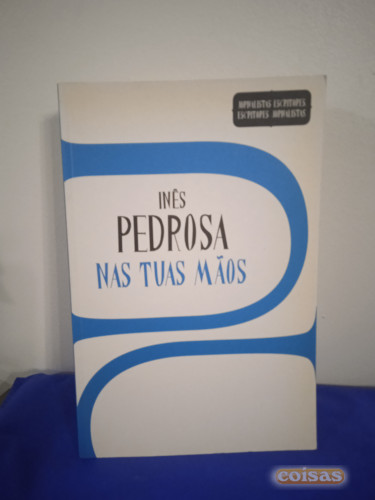 JORNALISTAS ESCRITORES
ESCRITORES JORNALISTAS
INÊS
PEDROSA
NAS TUAS MÃOS
coisas